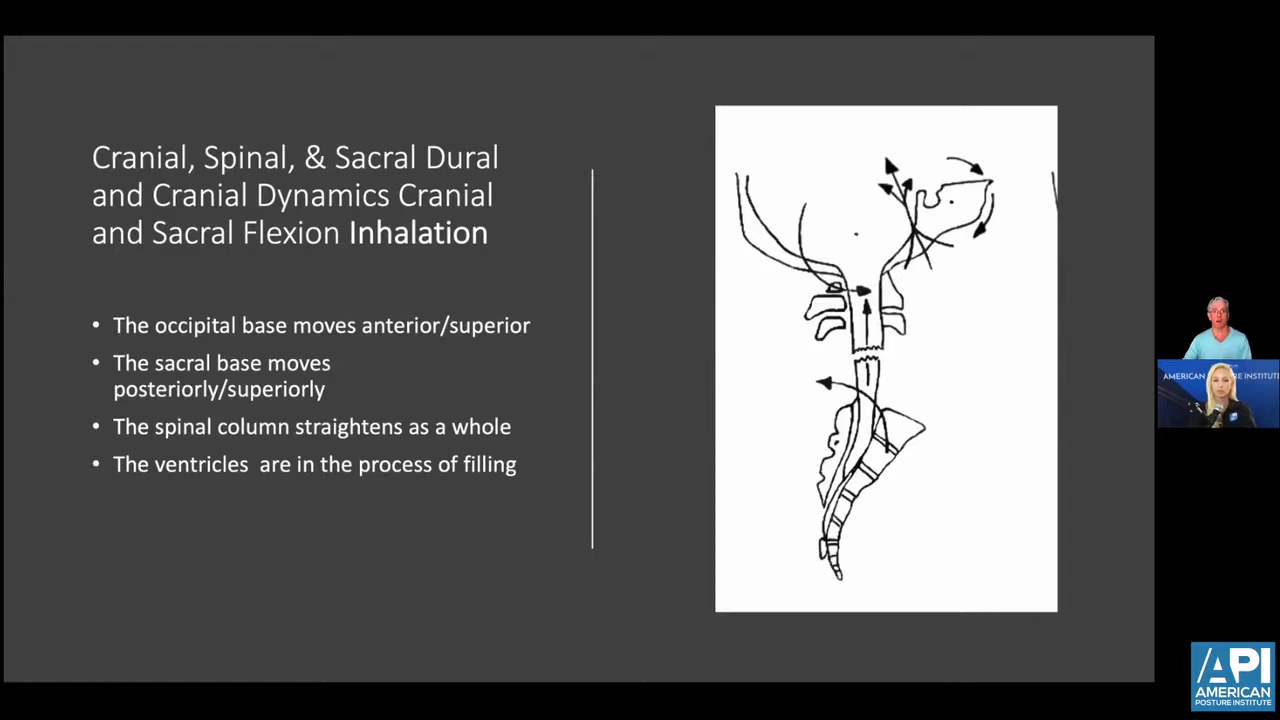 Cranial, Spinal, & Sacral Dural
and Cranial Dynamics Cranial
and Sacral Flexion Inhalation
• The occipital base moves anterior/superior
• The sacral base moves
posteriorly/superiorly
• The spinal column straightens as a whole
• The ventricles  are in the process of filling
AMERICAN
INSTITUTE
API
AMERICAN
POSTURE INSTITUTE